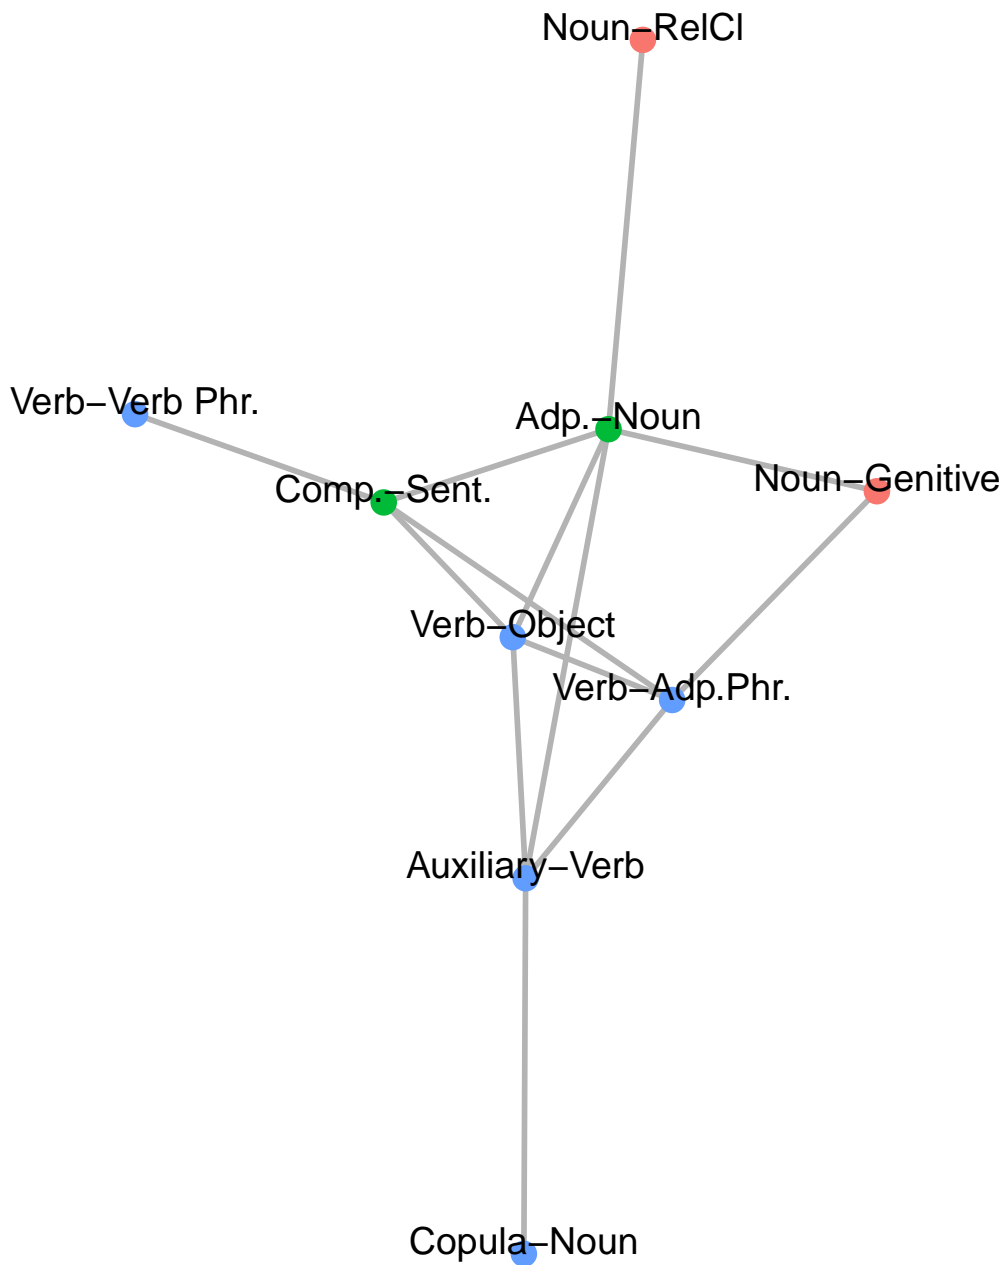 Noun–RelCl
Verb–Verb Phr.
Adp.–Noun
Noun–Genitive
Comp.–Sent.
Verb–Object
Verb–Adp.Phr.
Auxiliary–Verb
Copula–Noun